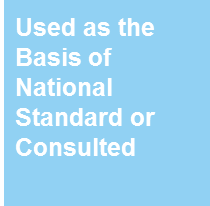 Used as the
Basis of
National
Standard or
Consulted